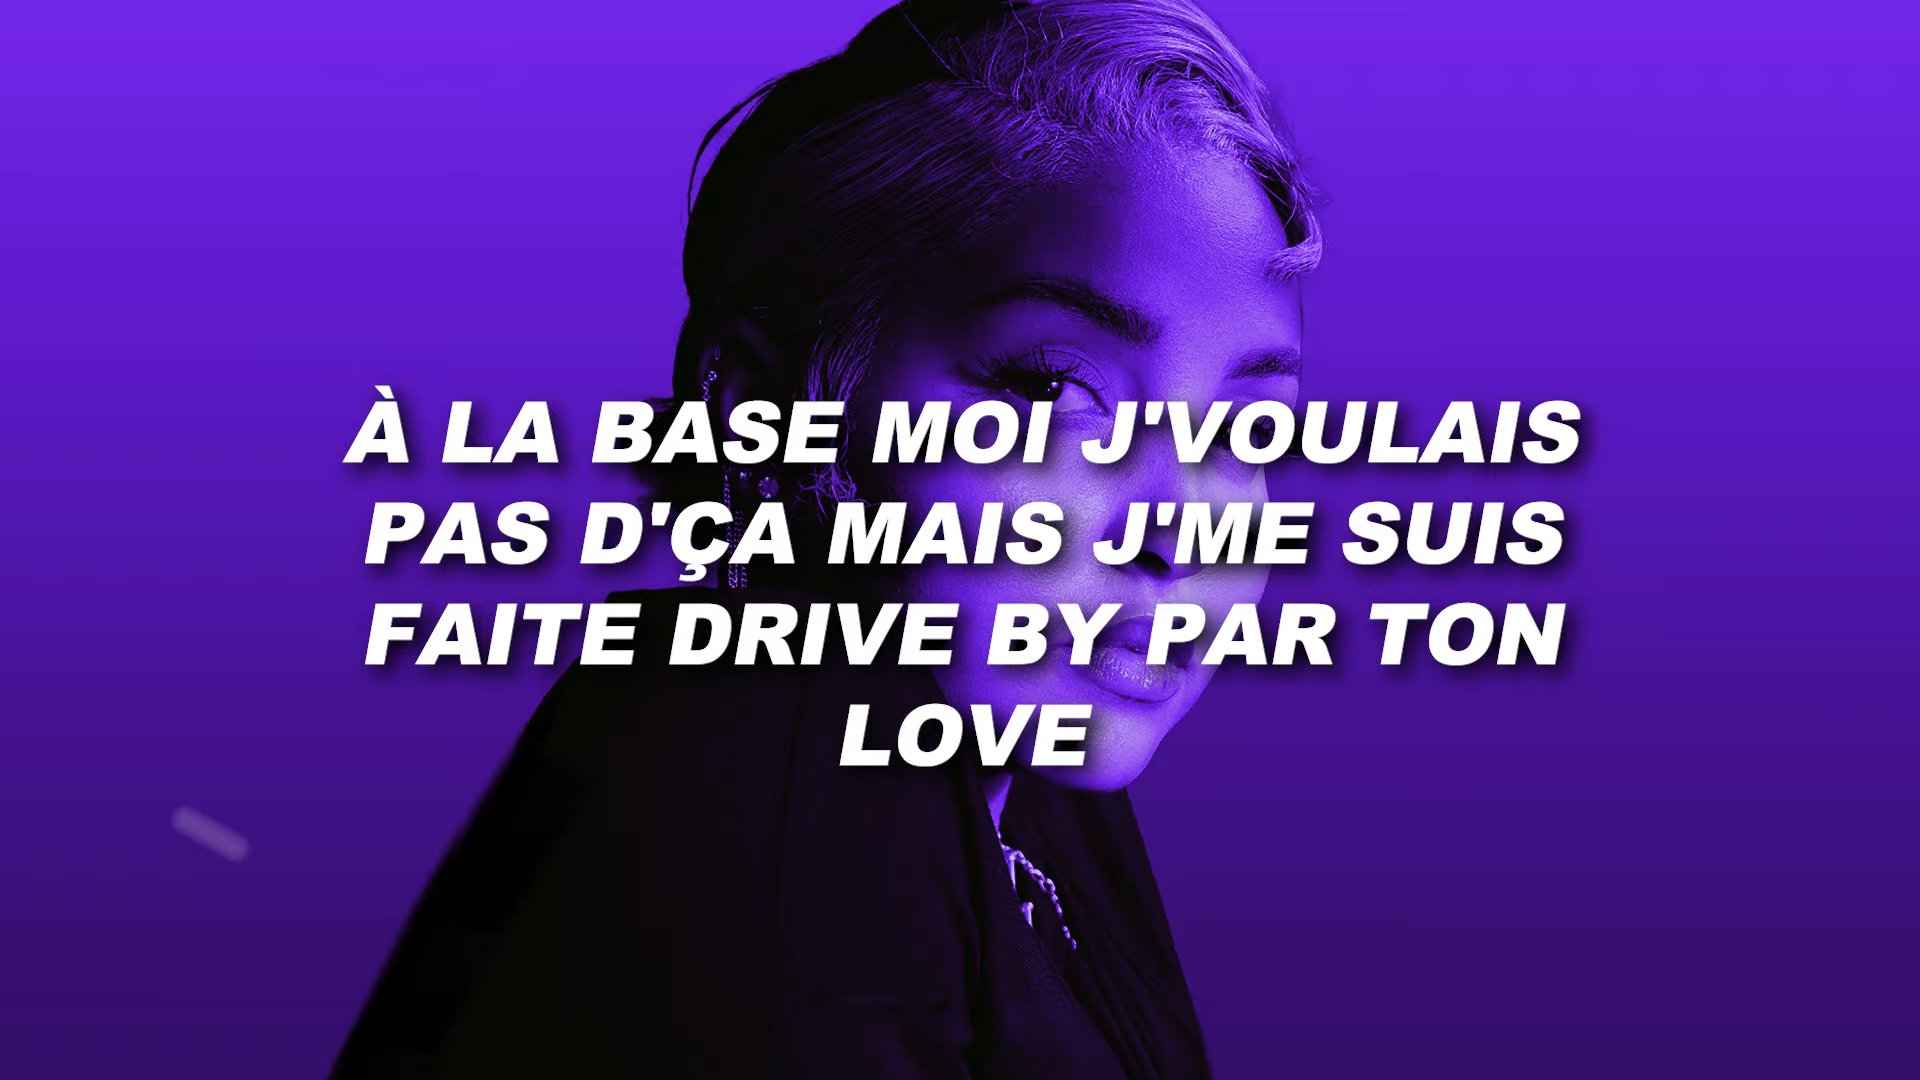 À LA BASE MOI J'VOULAIS
PAS D'ÇA MAIS J'ME SUIS
FAITE DRIVE BY PAR TON
LOVE